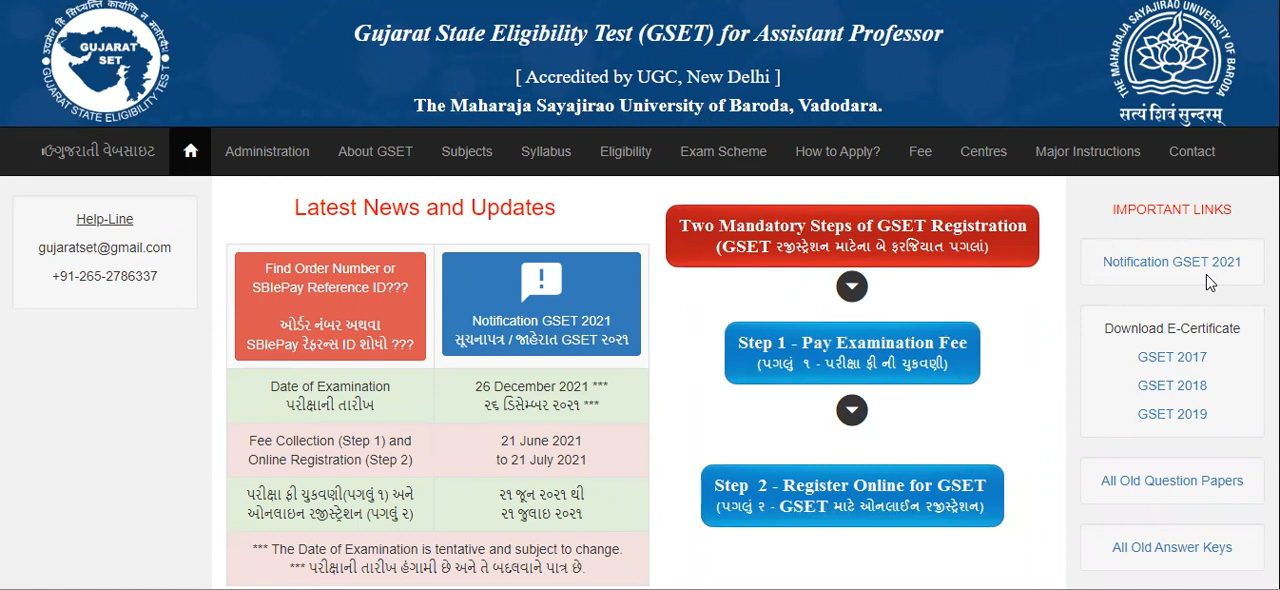 GUJARAT
SET
GUJARAT STATE ELIGIBILITY TEST
Gujarat State Eligibility Test (GSET) for Assistant Professor
[ Accredited by UGC, New Delhi ]
The Maharaja Sayajirao University of Baroda, Vadodara.
THE MAHARAJA SAYAJIRAO UNIVERSITY OF BARODA
सत्यं शिवं सुन्दरम्
ગુજરાતી વેબસાઇટ
Administration
About GSET
Subjects
Syllabus
Eligibility
Exam Scheme
How to Apply?
Fee
Centres
Major Instructions
Contact
Help-Line
gujaratset@gmail.com
+91-265-2786337
Latest News and Updates
Find Order Number or
SBIePay Reference ID???
ઓર્ડર નંબર અથવા
SBIePay રેફરન્સ ID શોધો ???
Notification GSET 2021
સૂચનાપત્ર / જાહેરાત GSET ૨૦૨૧
Date of Examination
પરીક્ષાની તારીખ
26 December 2021 ***
૨૬ ડિસેમ્બર ૨૦૨૧ ***
Fee Collection (Step 1) and
Online Registration (Step 2)
21 June 2021
to 21 July 2021
પરીક્ષા ફી ચુકવણી(પગલું ૧) અને
ઓનલાઇન રજીસ્ટ્રેશન (પગલું ૨)
૨૧ જૂન ૨૦૨૧ થી
૨૧ જુલાઇ ૨૦૨૧
*** The Date of Examination is tentative and subject to change.
*** પરીક્ષાની તારીખ હંગામી છે અને તે બદલવાને પાત્ર છે.
Two Mandatory Steps of GSET Registration
(GSET રજીસ્ટ્રેશન માટેના બે ફરજિયાત પગલાં)
Step 1 - Pay Examination Fee
(પગલું ૧ - પરીક્ષા ફી ની ચુકવણી)
Step 2 - Register Online for GSET
(પગલું ૨ - GSET માટે ઓનલાઈન રજીસ્ટ્રેશન)
IMPORTANT LINKS
Notification GSET 2021
Download E-Certificate
GSET 2017
GSET 2018
GSET 2019
All Old Question Papers
All Old Answer Keys